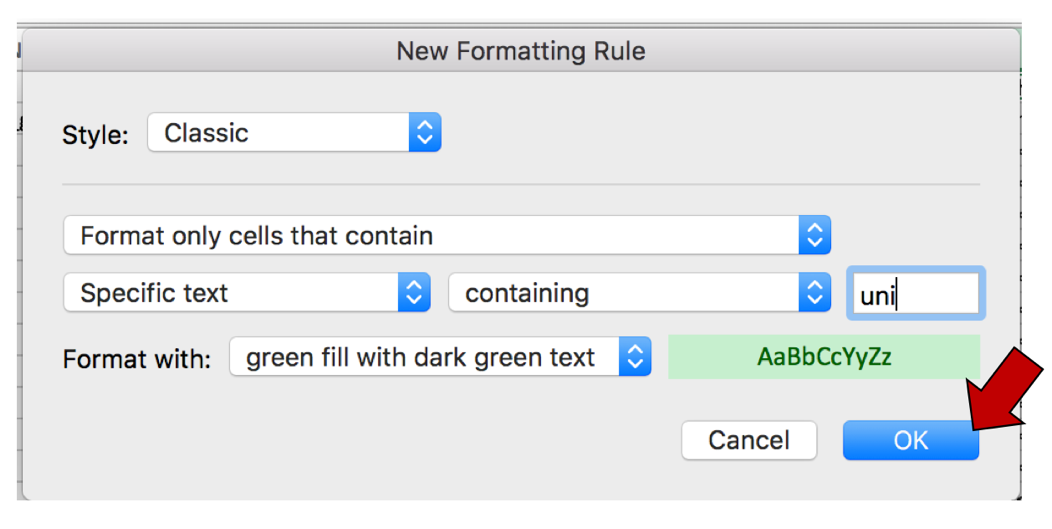 New Formatting Rule
Style: Classic
Format only cells that contain
Specific text containing uni
Format with: green fill with dark green text AaBbCcYyZz
Cancel OK